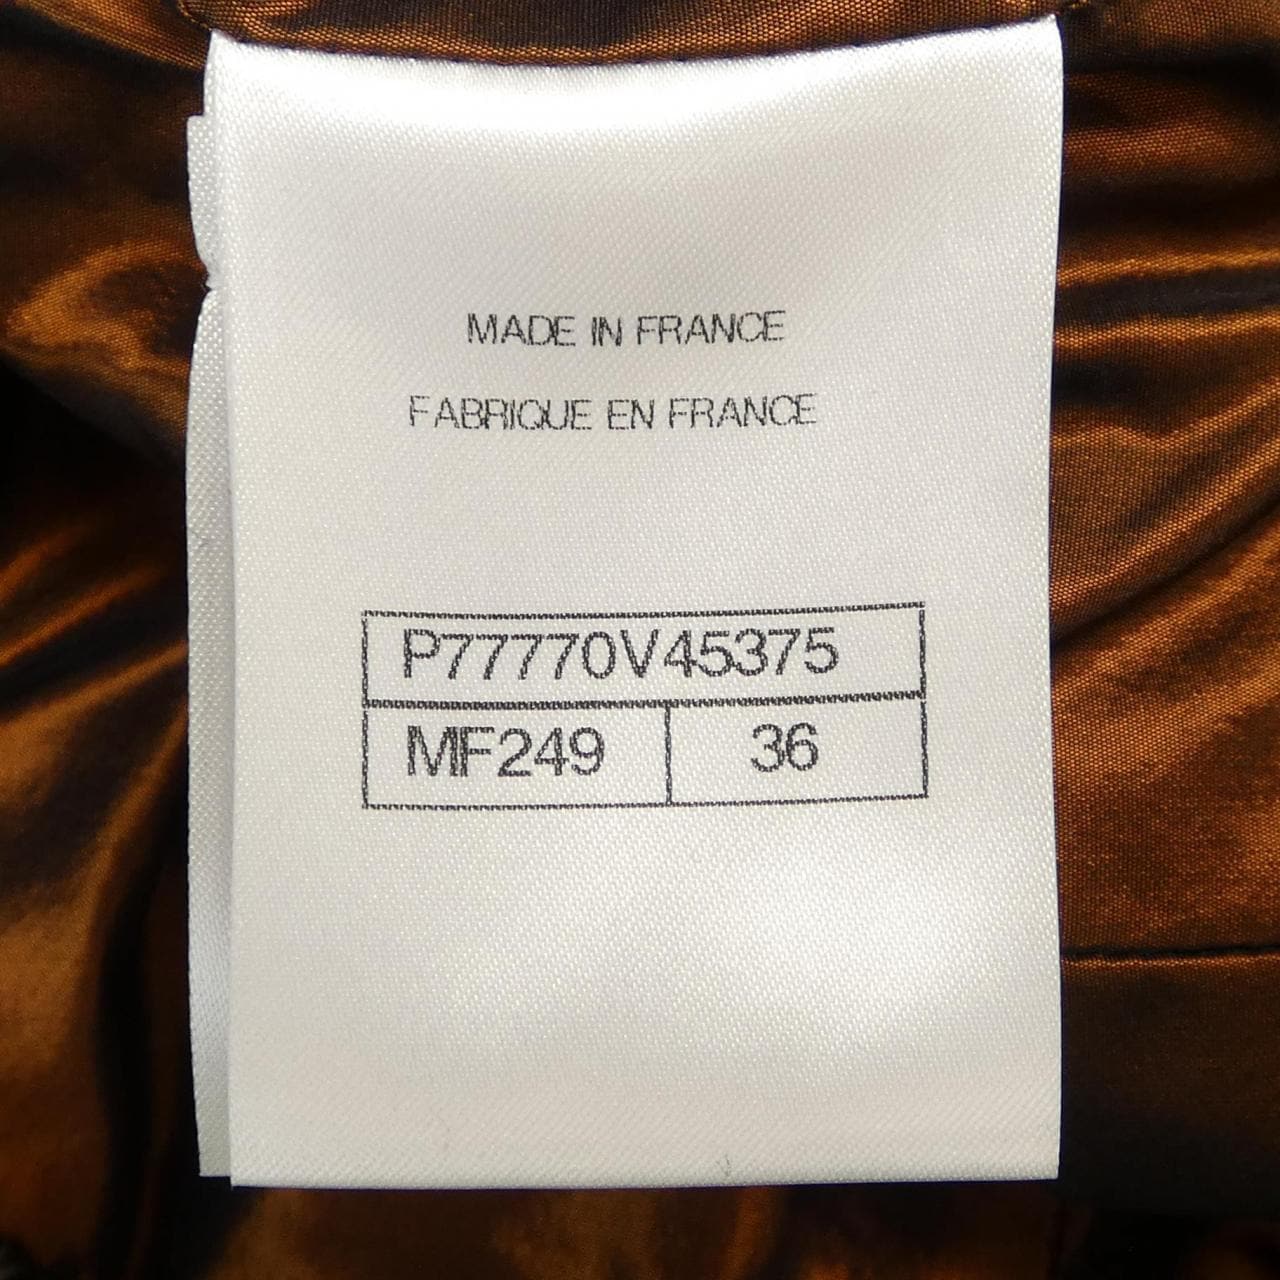 MADE IN FRANCE
FABRIQUE EN FRANCE
P77770V45375
MF249 36